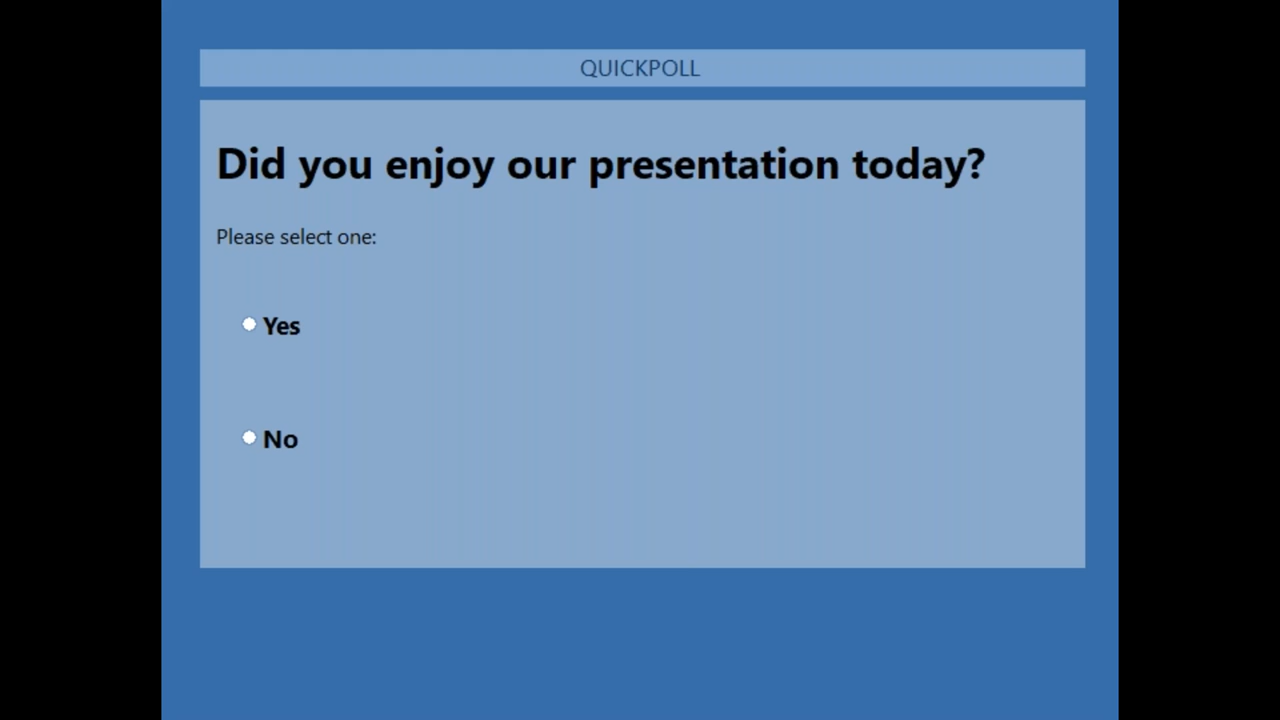 QUICKPOLL
Did you enjoy our presentation today?
Please select one:
Yes
No